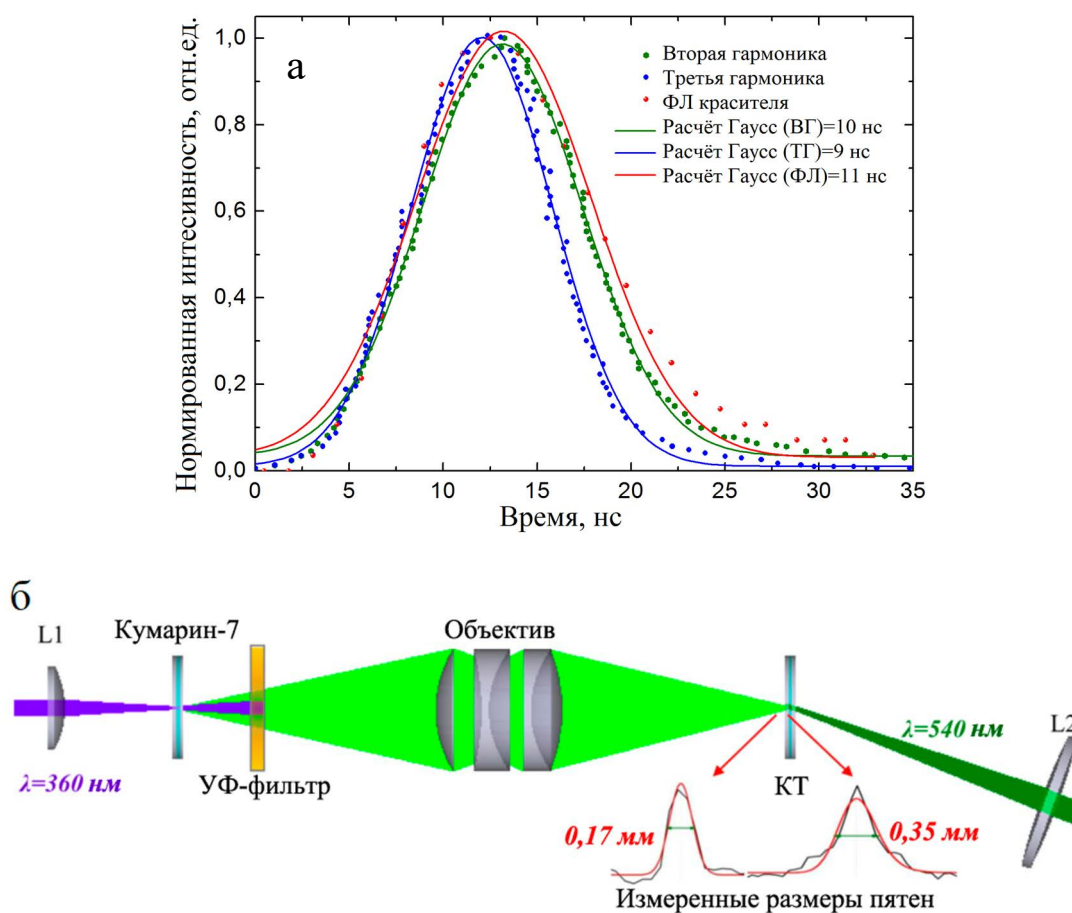 а
Нормированная интесивность, отн.ед.
1,0
0,8
0,6
0,4
0,2
0,0
Вторая гармоника
Третья гармоника
ФЛ красителя
Расчёт Гаусс (ВГ)=10 нс
Расчёт Гаусс (ТГ)=9 нс
Расчёт Гаусс (ФЛ)=11 нс
0 5 10 15 20 25 30 35
Время, нс
б
L1
Кумарин-7
Объектив
λ=360 нм
УФ-фильтр
λ=540 нм
L2
КТ
0,17 мм
0,35 мм
Измеренные размеры пятен